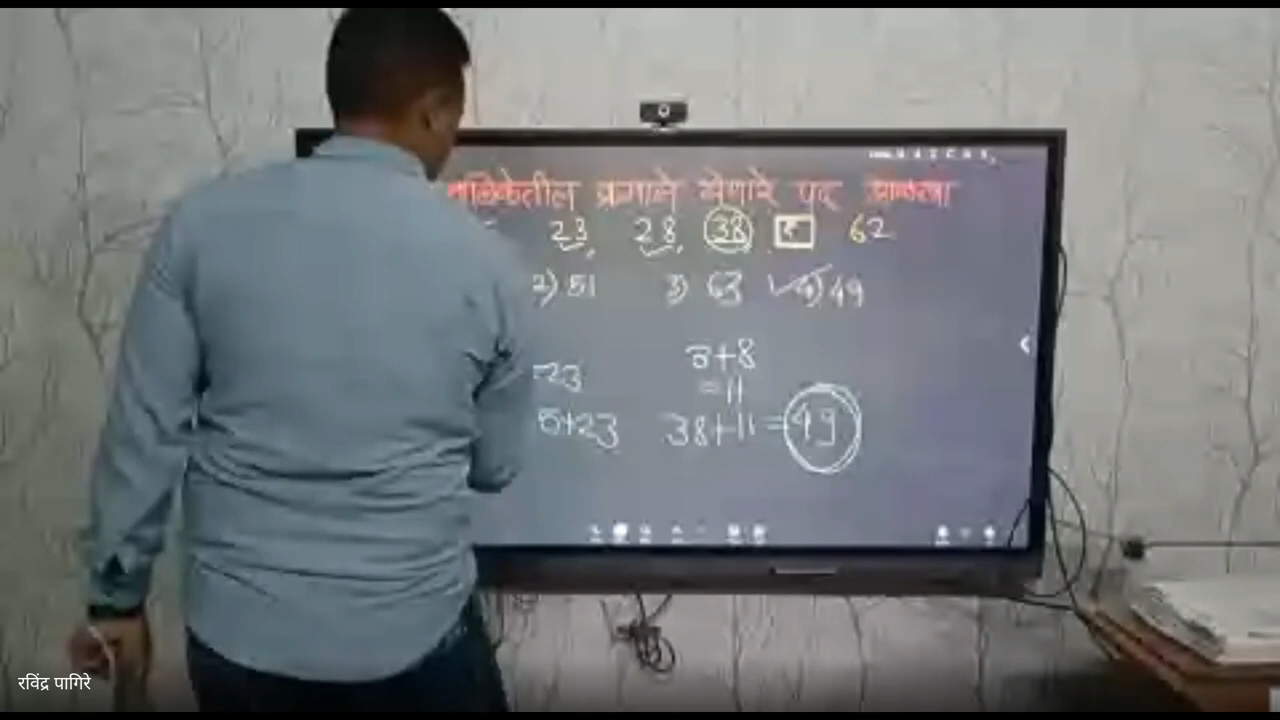 क्रमाने येणारे पद ओळखा
23, 28, 38, ? 62
2) 51 3) 63 4) 49
23 3+8
=11
5+23 38+11=49
रविंद्र पागिरे